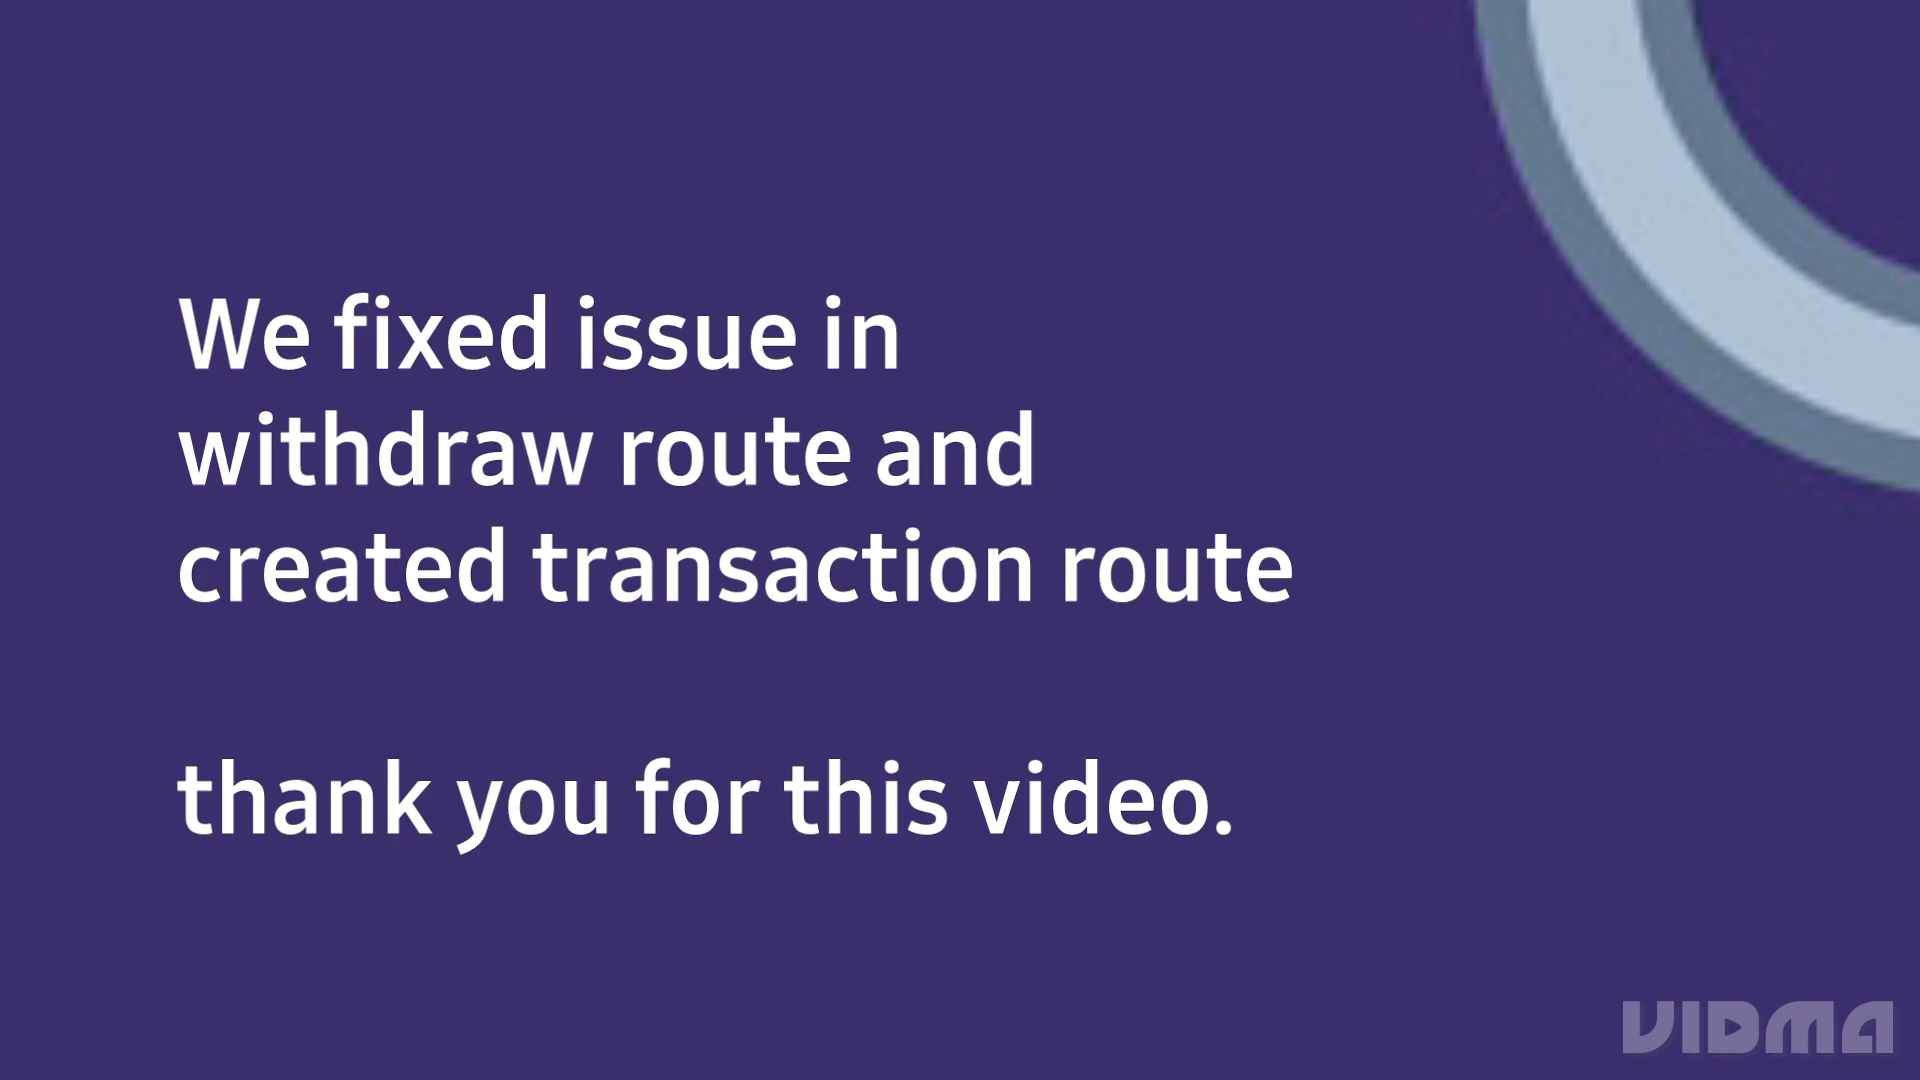 We fixed issue in
withdraw route and
created transaction route
thank you for this video.
VIDMA